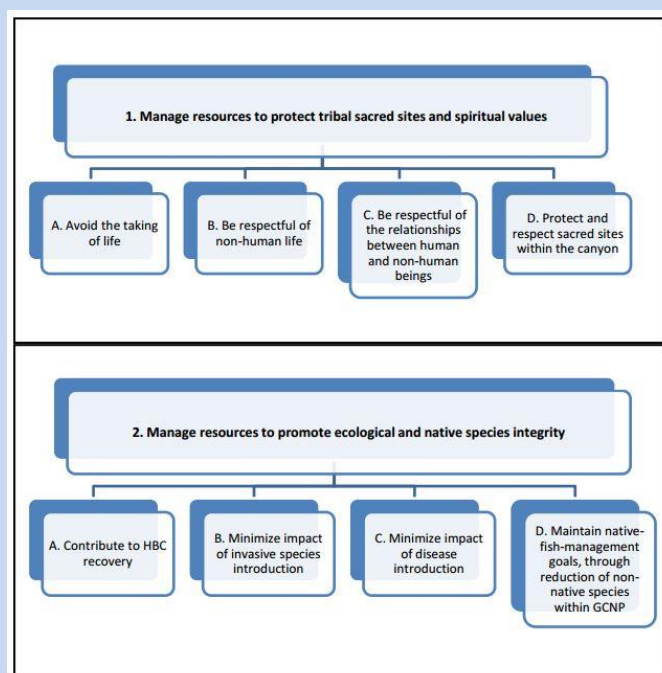 1. Manage resources to protect tribal sacred sites and spiritual values
A. Avoid the taking
of life
B. Be respectful of
non-human life
C. Be respectful of
the relationships
between human
and non-human
beings
D. Protect and
respect sacred sites
within the canyon
2. Manage resources to promote ecological and native species integrity
A. Contribute to HBC
recovery
B. Minimize impact
of invasive species
introduction
C. Minimize impact
of disease
introduction
D. Maintain native-
fish-management
goals, through
reduction of non-
native species
within GCNP